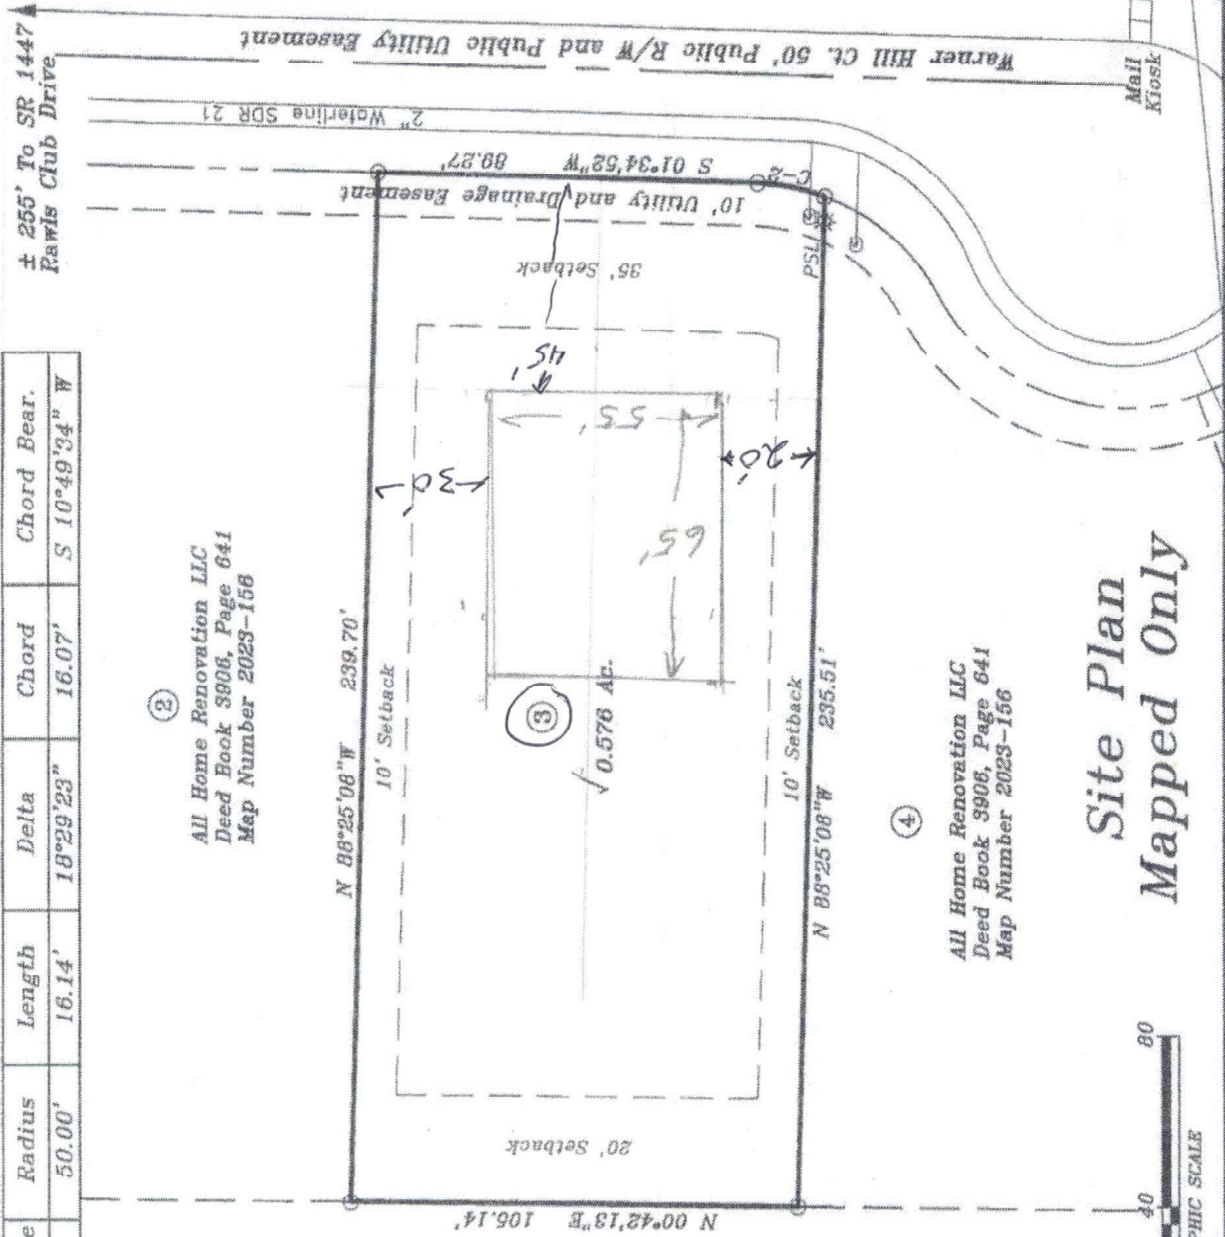 ± 255' To SR 1447
Rawls Club Drive
Warner Hill Ct. 50' Public R/W and Public Utility Easement
Mail
Kiosk
2" Waterline SDR 21
S 01°34'52"W 89.27'
C-2
10' Utility and Drainage Easement
PSL
35' Setback
45'
55'
30'
20'
65'
Radius Length Delta Chord Chord Bear.
50.00' 16.14' 18°29'23" 16.07' S 10°49'34" W
2
All Home Renovation LLC
Deed Book 3906, Page 641
Map Number 2023-156
N 88°25'08"W 239.70'
10' Setback
3
0.576 Ac.
10' Setback
N 88°25'08"W 235.51'
4
All Home Renovation LLC
Deed Book 3906, Page 641
Map Number 2023-156
20' Setback
N 00°42'13"E 105.14'
Site Plan
Mapped Only
40 80
PHIC SCALE